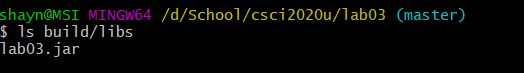 shayn@MSI MINGW64 /d/School/csci2020u/lab03 (master)
$ ls build/libs
lab03.jar